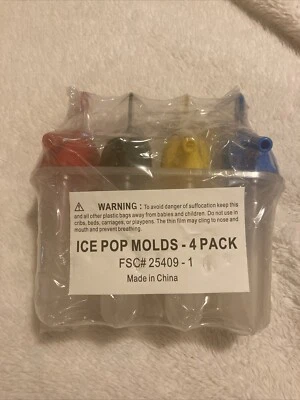 ⚠ WARNING : To avoid danger of suffocation keep this
and all other plastic bags away from babies and children. Do not use in
cribs, beds, carriages, or playpens. The thin film may cling to nose and
mouth and prevent breathing
ICE POP MOLDS - 4 PACK
FSC# 25409 - 1
Made in China